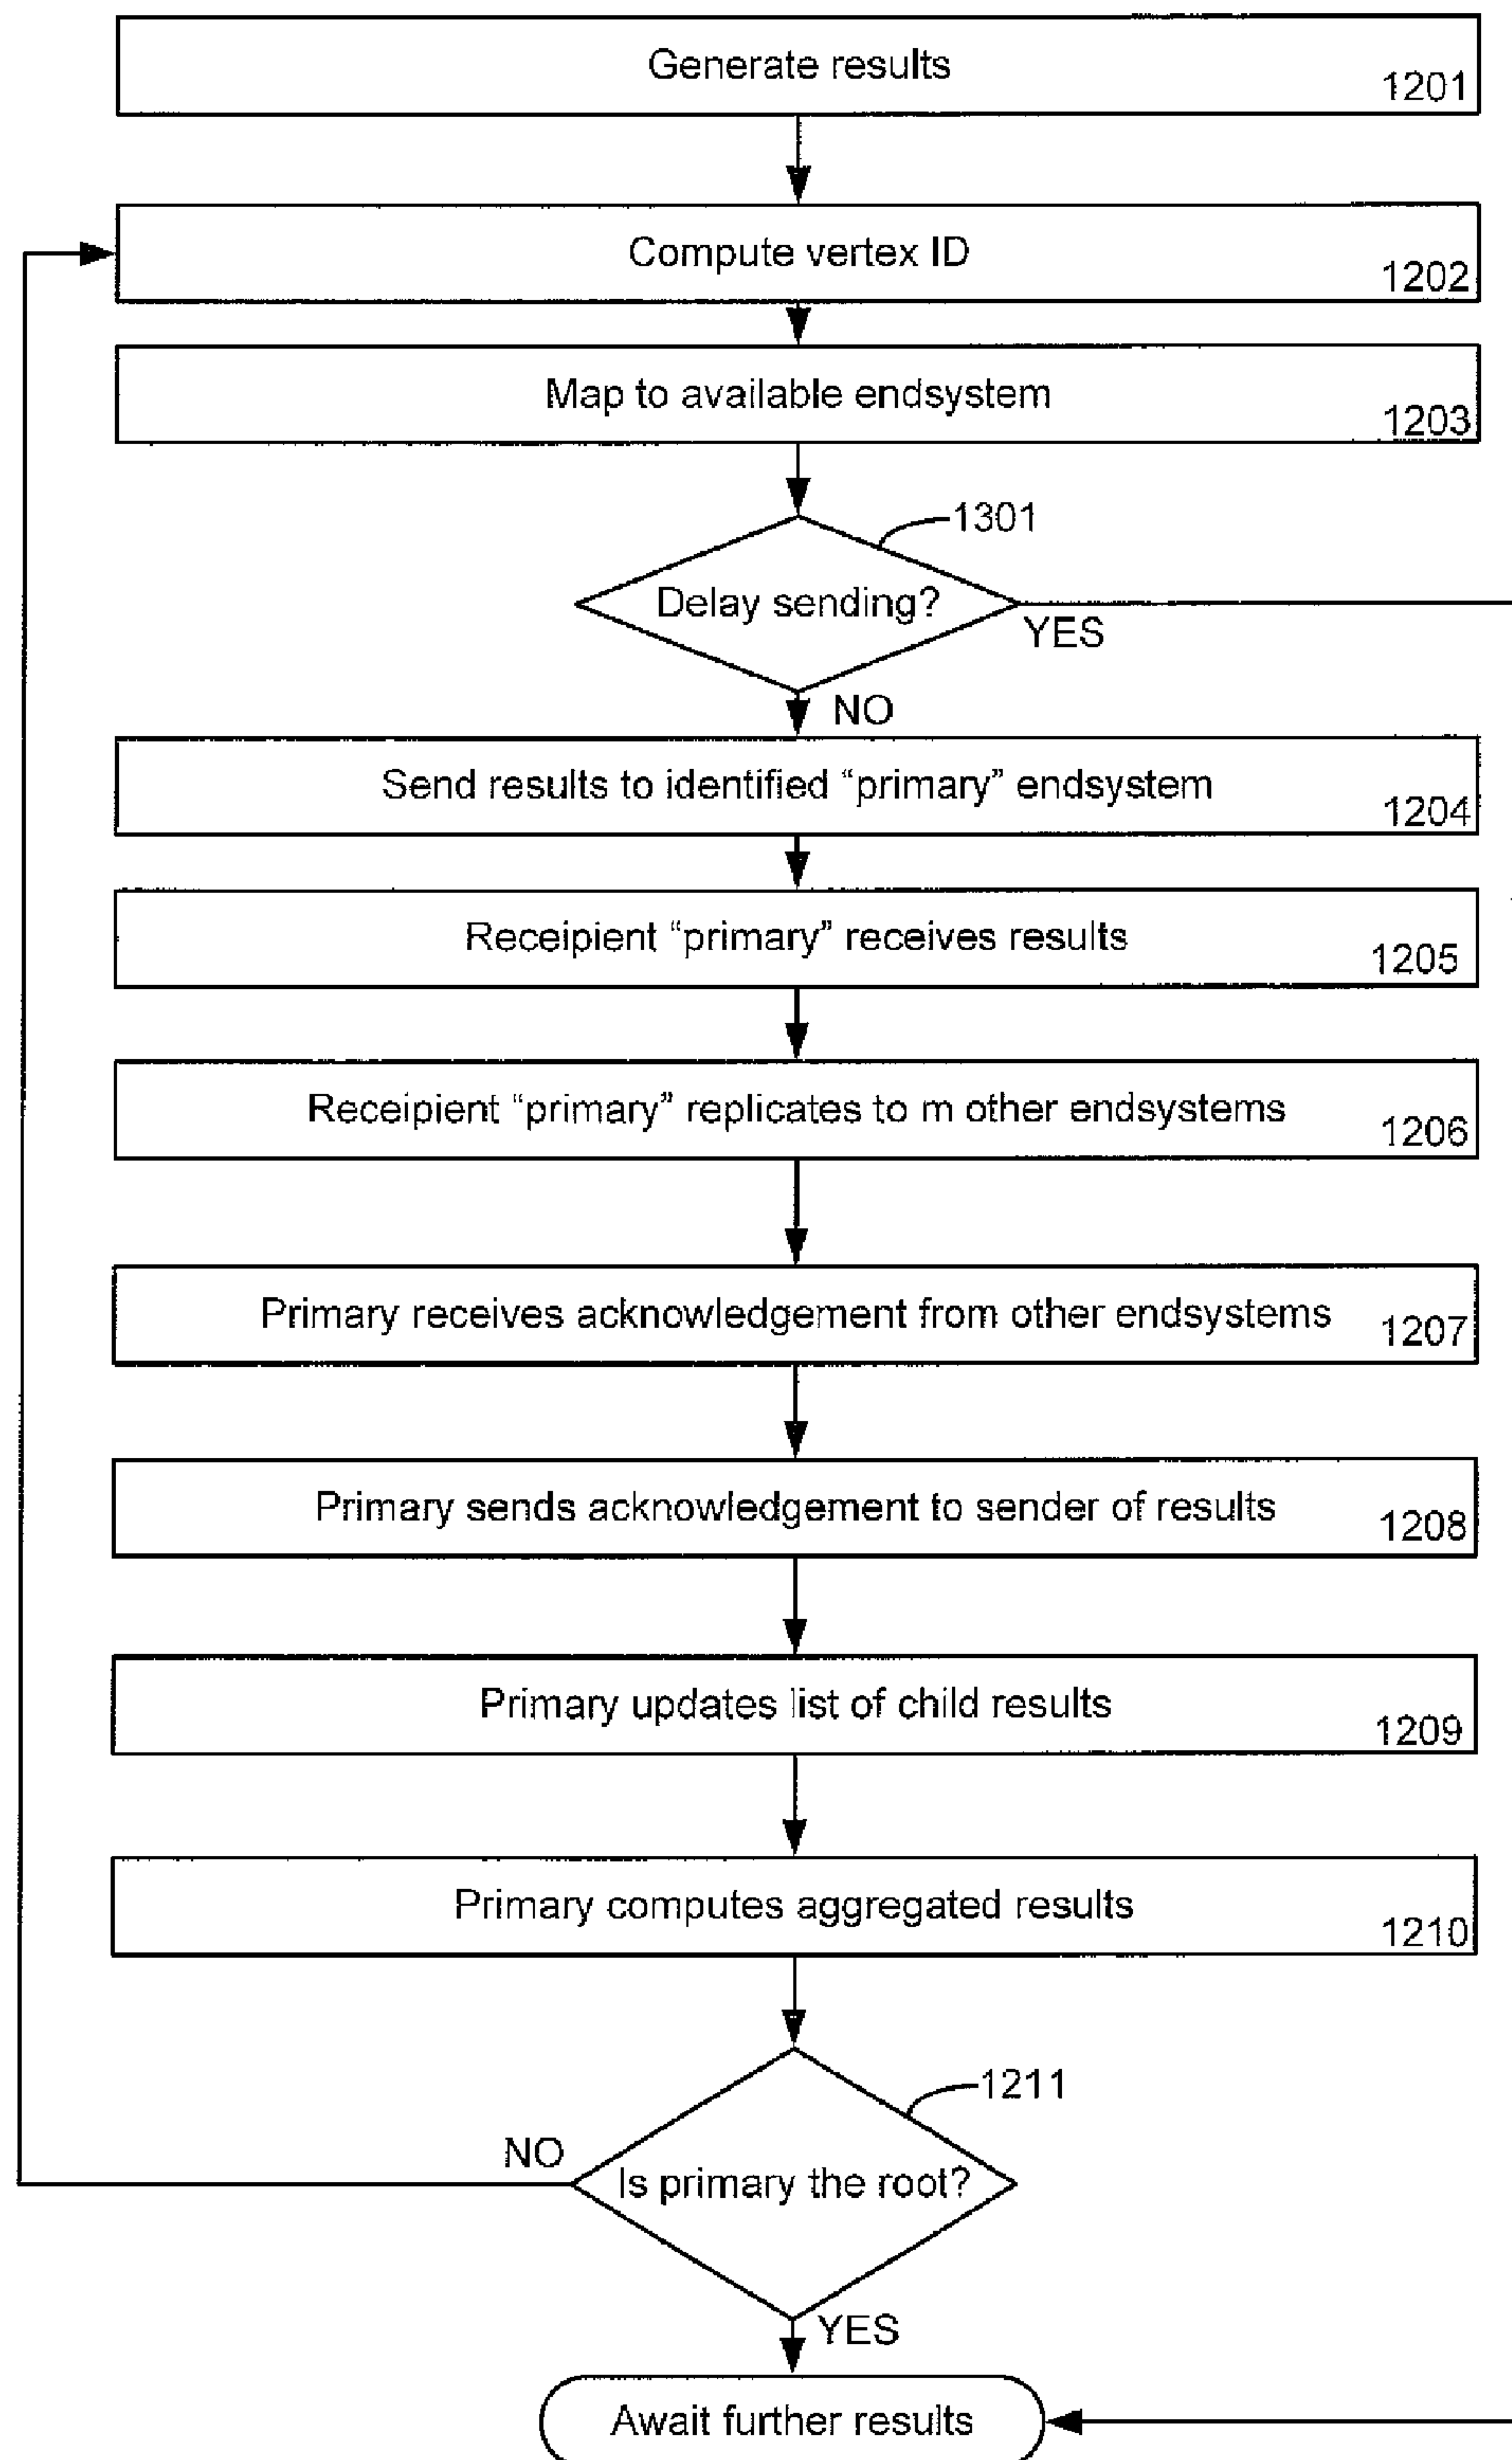 Generate results
1201
Compute vertex ID
1202
Map to available endsystem
1203
1301
Delay sending?
YES
NO
Send results to identified “primary” endsystem
1204
Receipient “primary” receives results
1205
Receipient “primary” replicates to m other endsystems
1206
Primary receives acknowledgement from other endsystems
1207
Primary sends acknowledgement to sender of results
1208
Primary updates list of child results
1209
Primary computes aggregated results
1210
1211
NO
Is primary the root?
YES
Await further results